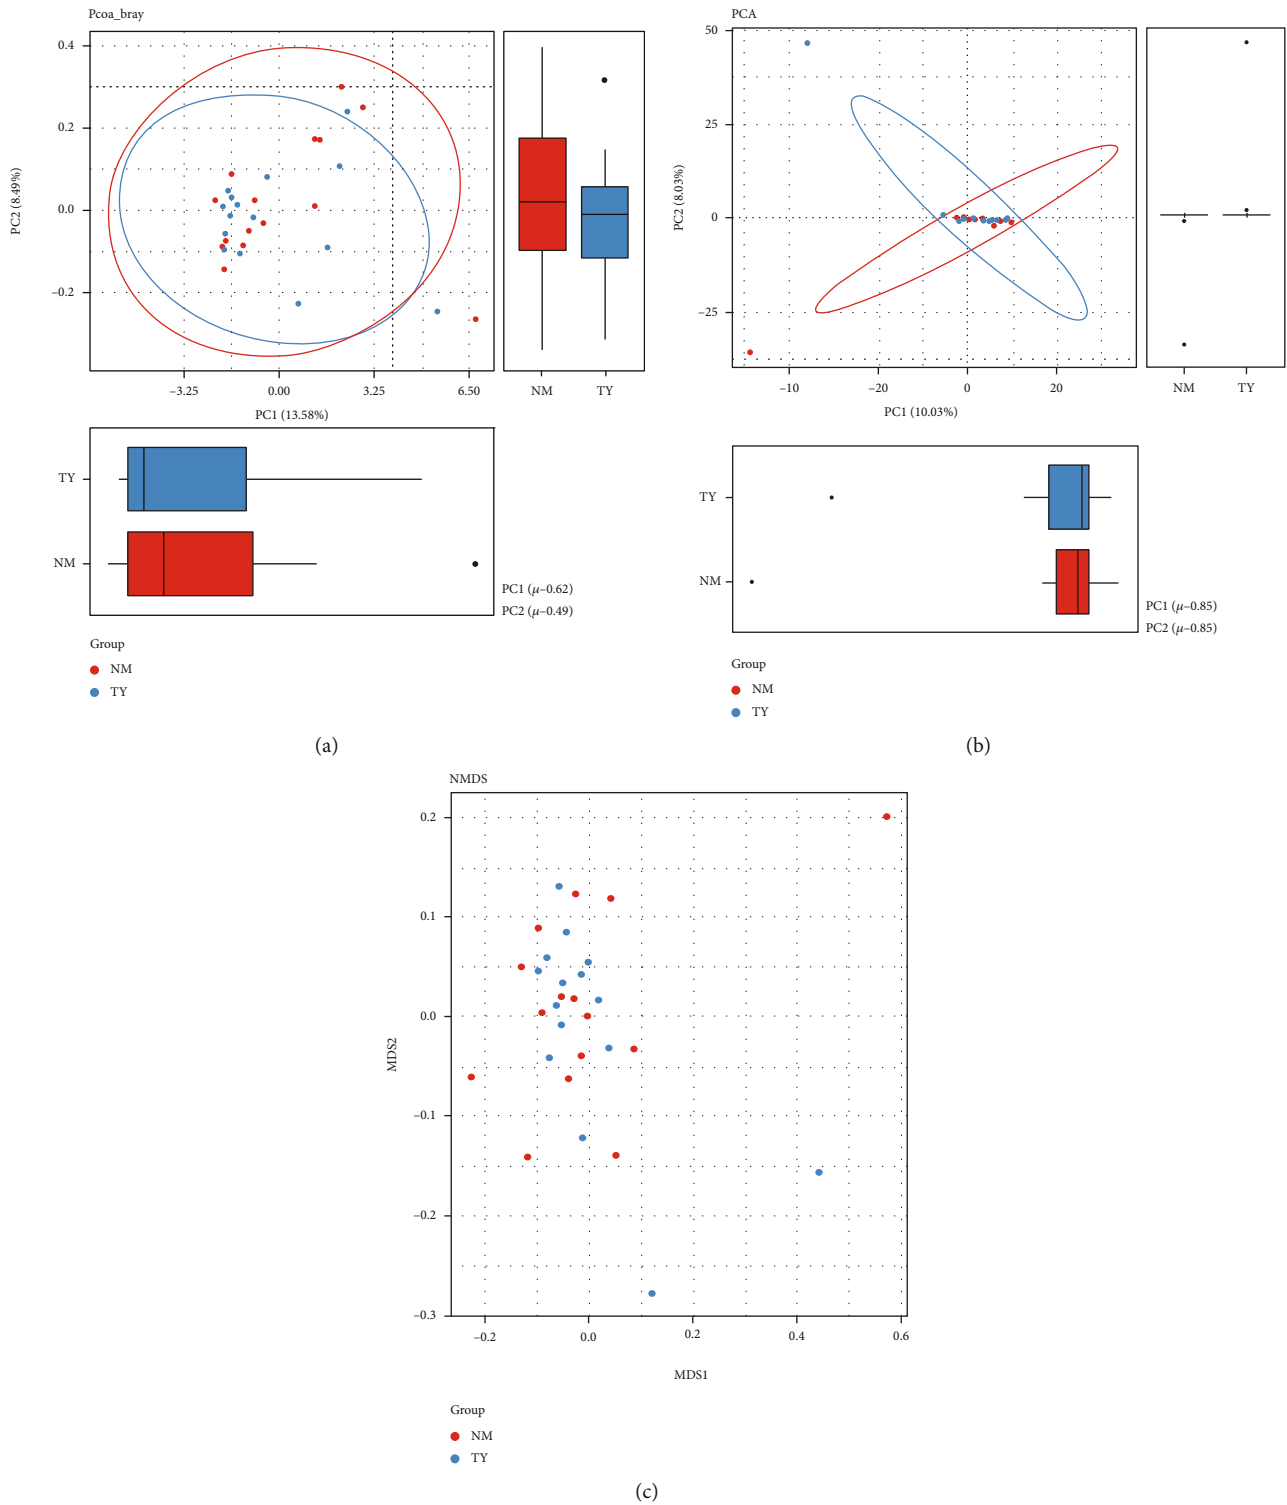 Pcoa_bray
0.4
0.2
0.0
−0.2
PC2 (8.49%)
−3.25 0.00 3.25 6.50
PC1 (13.58%)
NM TY
TY
NM
PC1 (μ–0.62)
PC2 (μ–0.49)
Group
NM
TY
(a)
PCA
50
25
0
−25
PC2 (8.03%)
−10 −20 0 20
PC1 (10.03%)
NM TY
TY
NM
PC1 (μ–0.85)
PC2 (μ–0.85)
Group
NM
TY
(b)
NMDS
0.2
0.1
0.0
−0.1
−0.2
−0.3
MDS2
−0.2 0.0 0.2 0.4 0.6
MDS1
Group
NM
TY
(c)